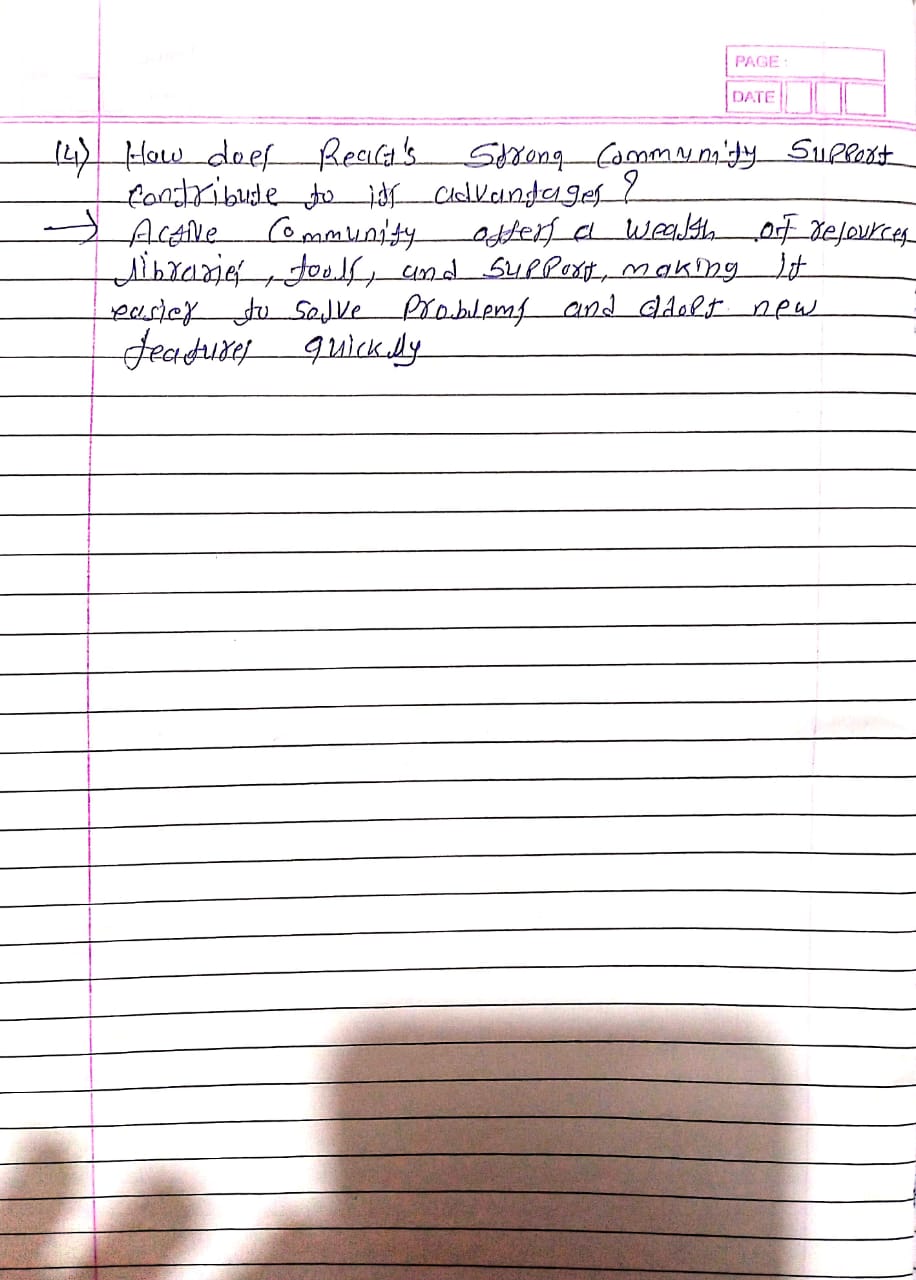 PAGE:
DATE
(4) How does React's Strong Community Support
Contribute to its advantages ?
→ Active Community offers a wealth of resources
libraries, tools, and support, making it
easier to solve problems and adopt new
features quickly